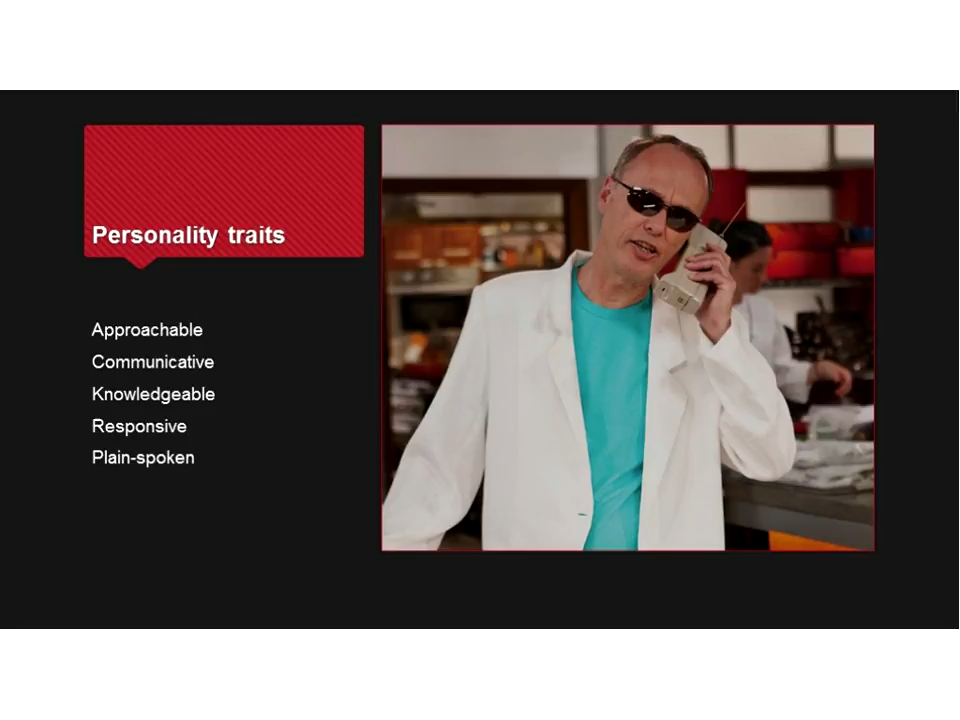 Personality traits
Approachable
Communicative
Knowledgeable
Responsive
Plain-spoken